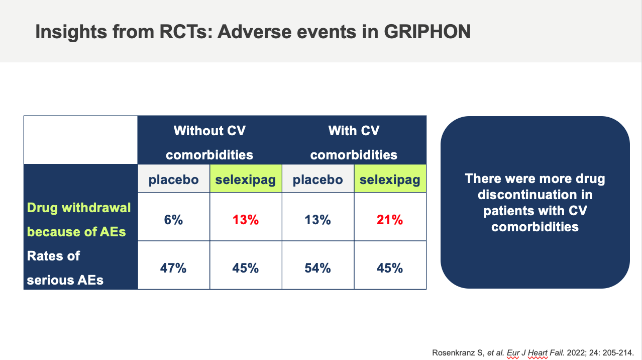 Insights from RCTs: Adverse events in GRIPHON
Without CV
comorbidities
With CV
comorbidities
placebo
selexipag
placebo
selexipag
Drug withdrawal
because of AEs
6%
13%
13%
21%
Rates of
serious AEs
47%
45%
54%
45%
There were more drug
discontinuation in
patients with CV
comorbidities
Rosenkranz S, et al. Eur J Heart Fail. 2022; 24: 205-214.